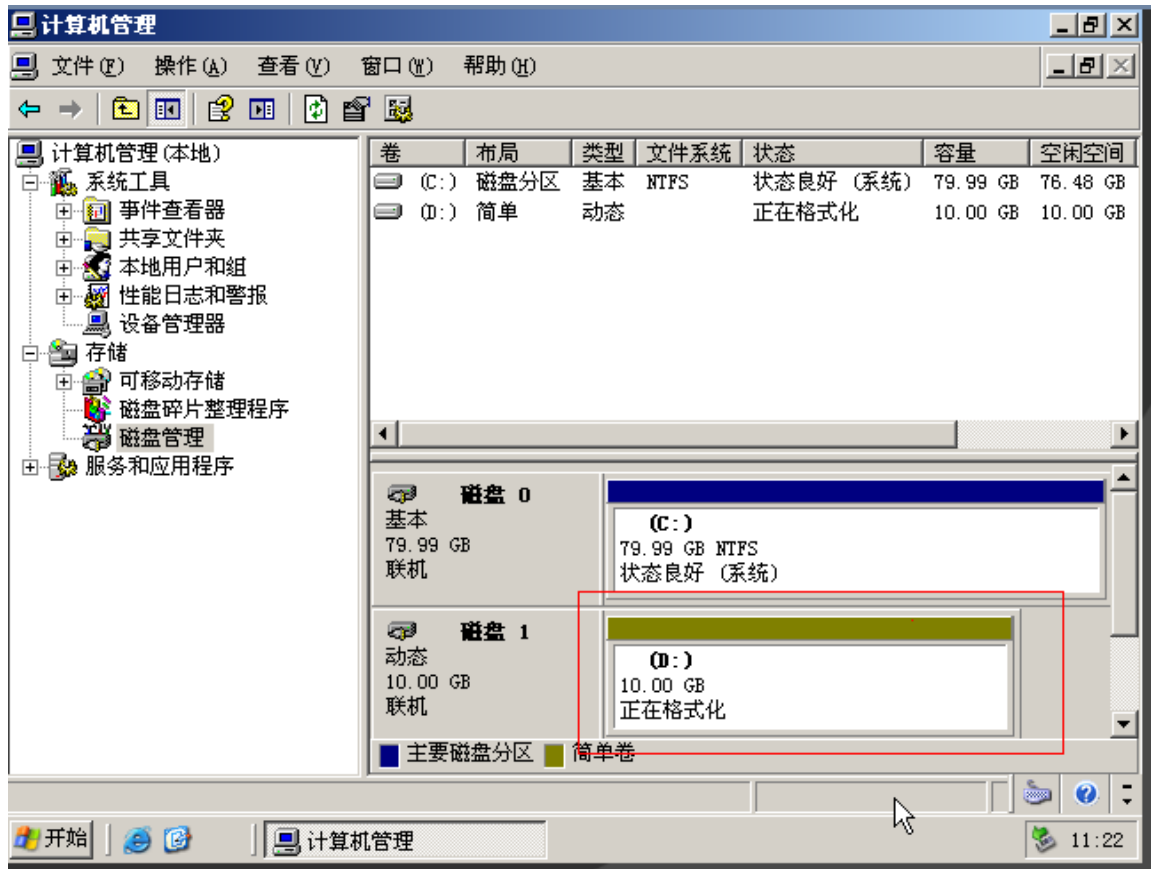 计算机管理
文件(F) 操作(A) 查看(V) 窗口(W) 帮助(H)
计算机管理(本地)
系统工具
事件查看器
共享文件夹
本地用户和组
性能日志和警报
设备管理器
存储
可移动存储
磁盘碎片整理程序
磁盘管理
服务和应用程序
卷 布局 类型 文件系统 状态 容量 空闲空间
(C:) 磁盘分区 基本 NTFS 状态良好 (系统) 79.99 GB 76.48 GB
(D:) 简单 动态 正在格式化 10.00 GB 10.00 GB
磁盘 0
基本
79.99 GB
联机
(C:)
79.99 GB NTFS
状态良好 (系统)
磁盘 1
动态
10.00 GB
联机
(D:)
10.00 GB
正在格式化
主要磁盘分区 简单卷
开始 计算机管理 11:22